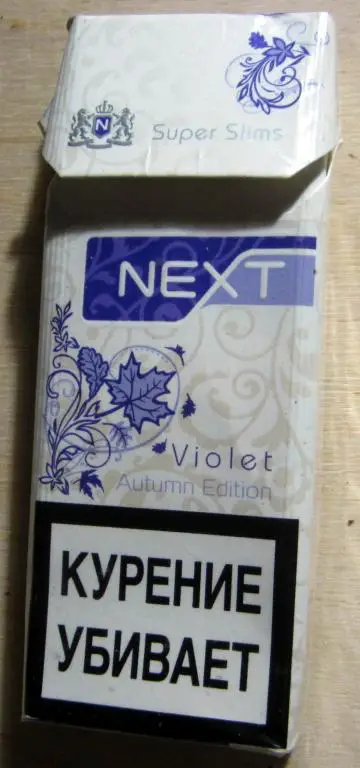 N
Super Slims
NEXT
Violet
Autumn Edition
КУРЕНИЕ
УБИВАЕТ